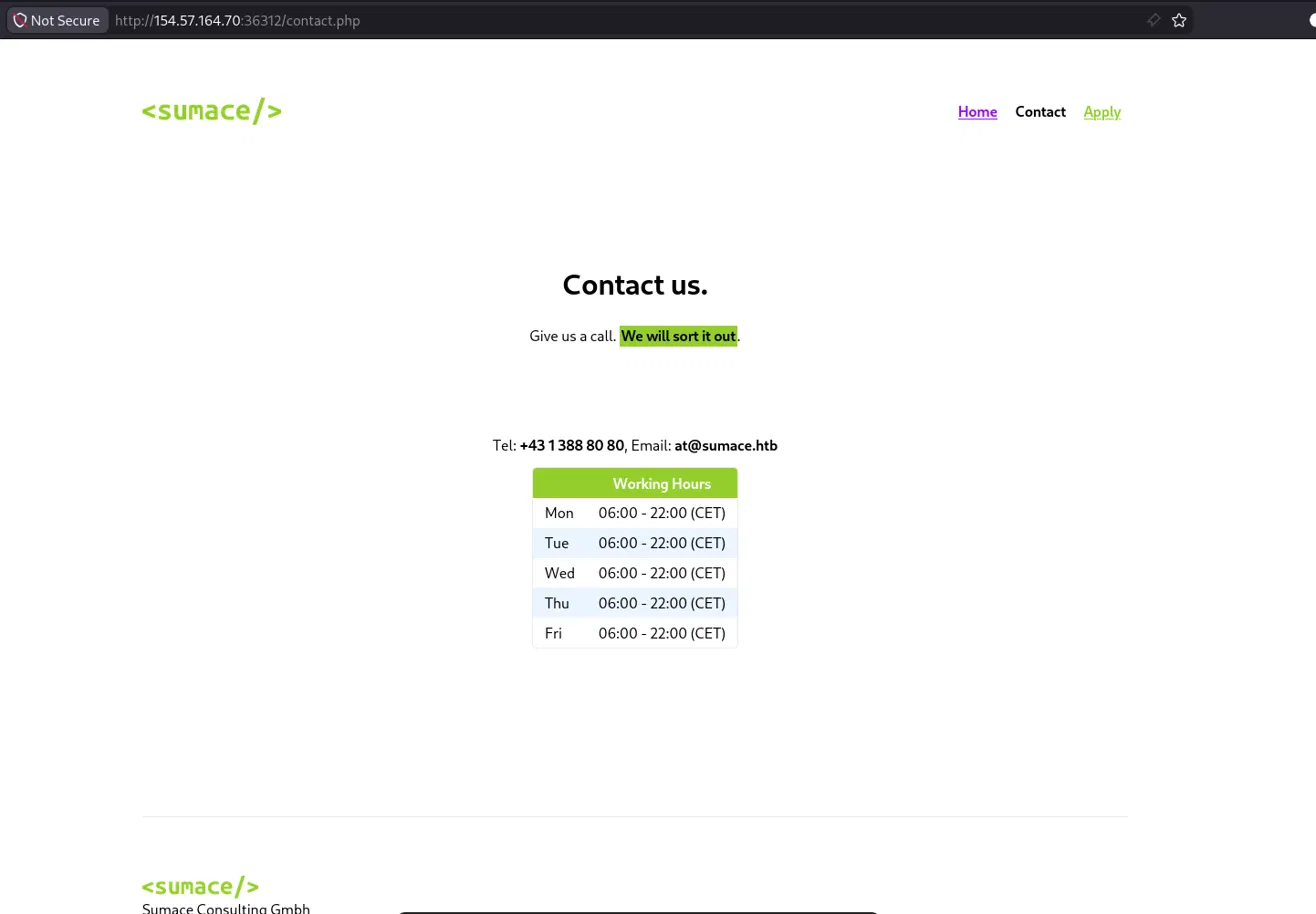 Not Secure http://154.57.164.70:36312/contact.php
<sumace/> Home Contact Apply
Contact us.
Give us a call. We will sort it out.
Tel: +43 1 388 80 80, Email: at@sumace.htb
Working Hours
Mon 06:00 - 22:00 (CET)
Tue 06:00 - 22:00 (CET)
Wed 06:00 - 22:00 (CET)
Thu 06:00 - 22:00 (CET)
Fri 06:00 - 22:00 (CET)
<sumace/>
Sumace Consulting Gmbh